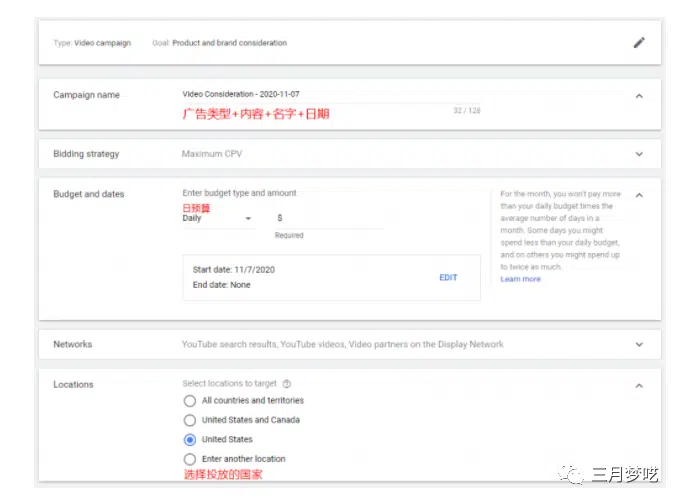 Type: Video campaign Goal: Product and brand consideration
Campaign name
Video Consideration - 2020-11-07
广告类型+内容+名字+日期
32 / 128
Bidding strategy
Maximum CPV
Budget and dates
Enter budget type and amount
日预算
Daily
$
Required
For the month, you won't pay more
than your daily budget times the
average number of days in a
month. Some days you might
spend less than your daily budget,
and on others you might spend up
to twice as much.
Learn more
Start date: 11/7/2020
End date: None
EDIT
Networks
YouTube search results, YouTube videos, Video partners on the Display Network
Locations
Select locations to target
All countries and territories
United States and Canada
United States
Enter another location
选择投放的国家
三月梦呓